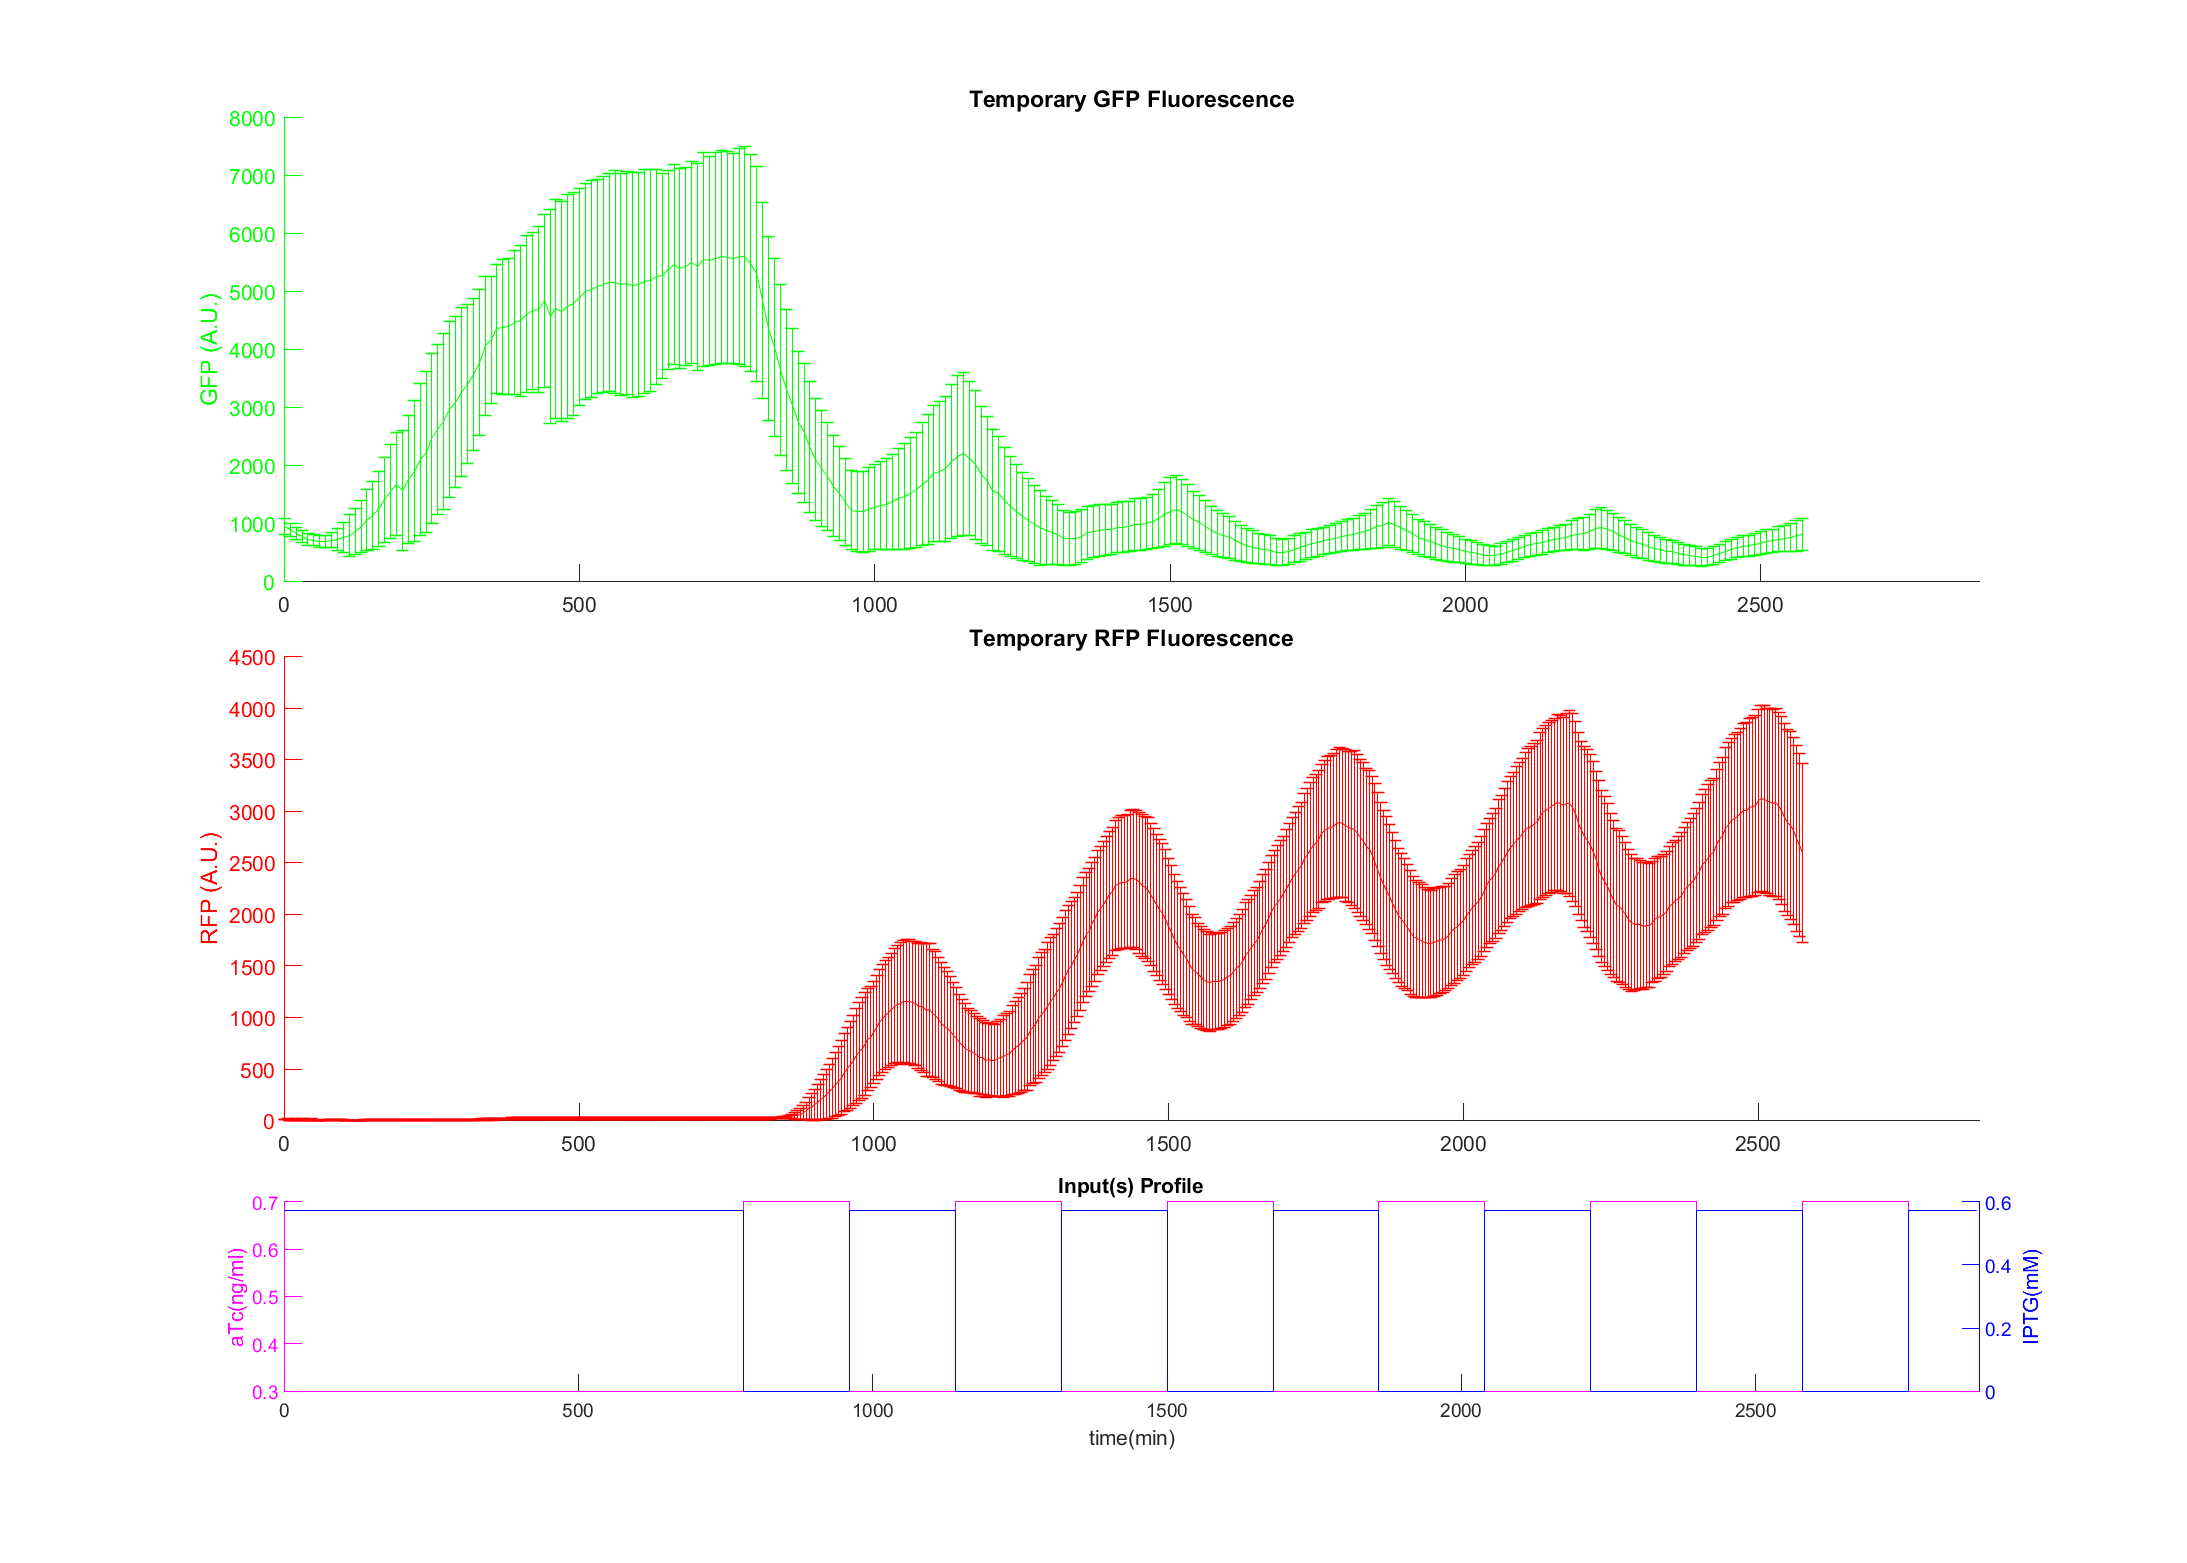 Temporary GFP Fluorescence
8000
7000
6000
5000
4000
3000
2000
1000
0
GFP (A.U.)
0 500 1000 1500 2000 2500
Temporary RFP Fluorescence
4500
4000
3500
3000
2500
2000
1500
1000
500
0
RFP (A.U.)
0 500 1000 1500 2000 2500
Input(s) Profile
0.7
0.6
0.5
0.4
0.3
aTc(ng/ml)
0.6
0.4
0.2
0
IPTG(mM)
0 500 1000 1500 2000 2500
time(min)